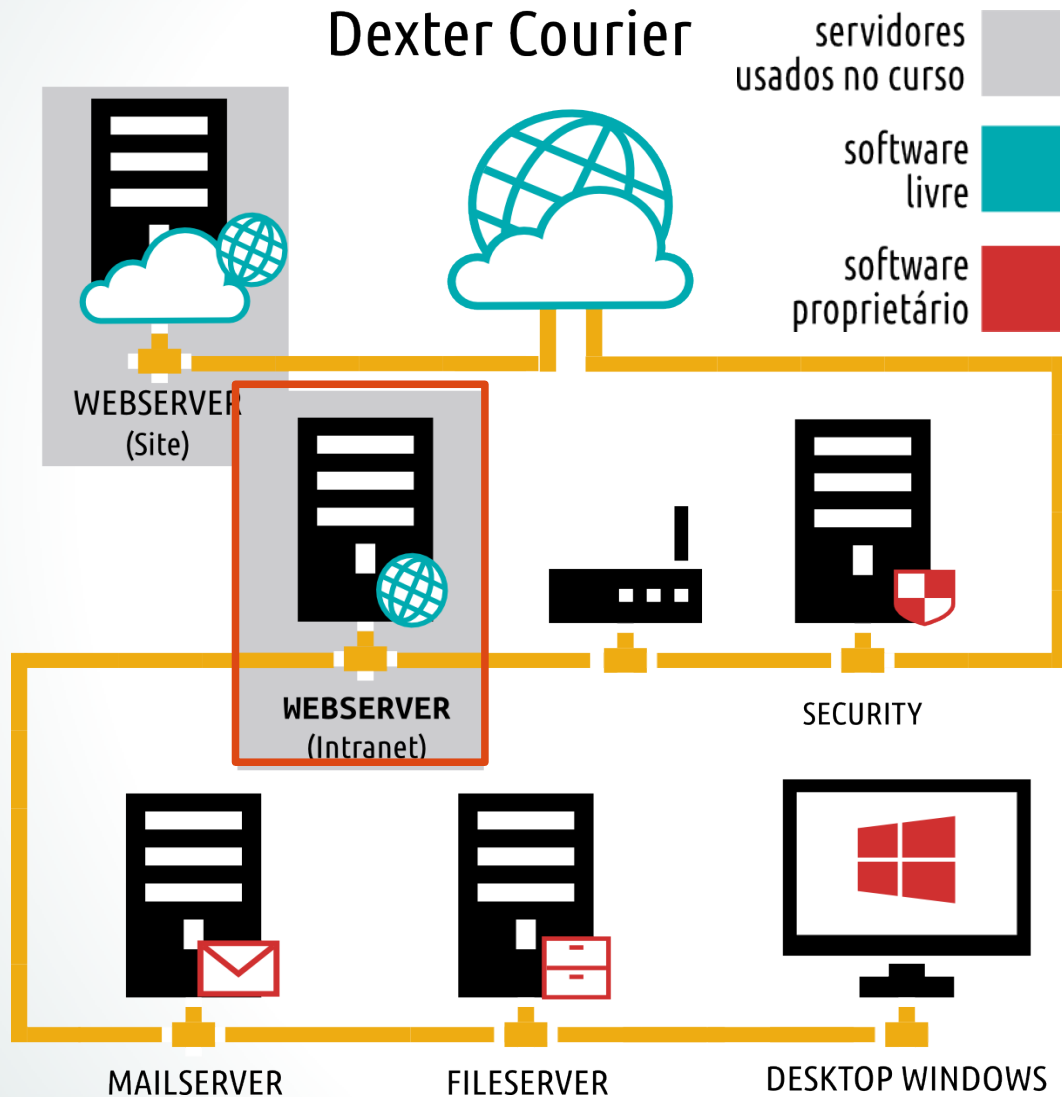 Dexter Courier
servidores
usados no curso
software
livre
software
proprietário
WEBSERVER
(Site)
WEBSERVER
(Intranet)
SECURITY
MAILSERVER
FILESERVER
DESKTOP WINDOWS